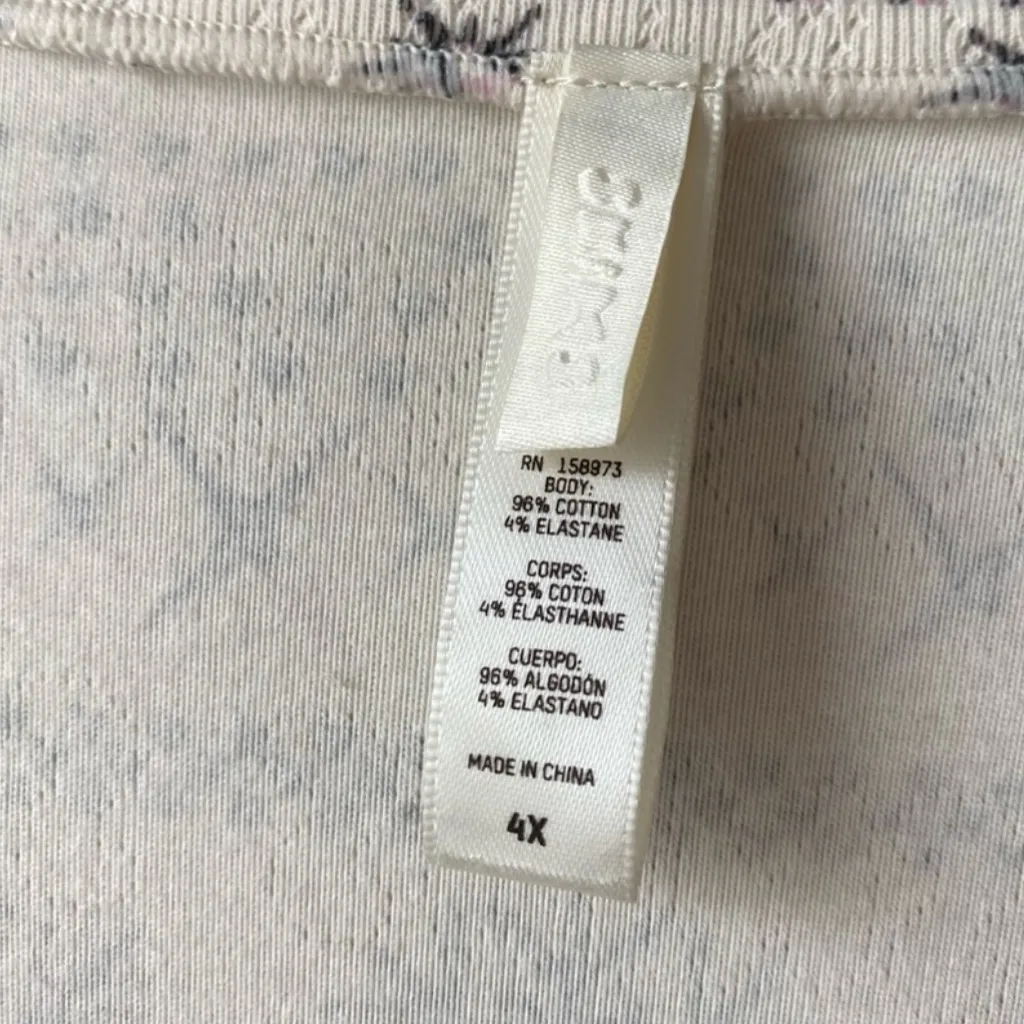 SKIMS
RN 158973
BODY:
96% COTTON
4% ELASTANE
CORPS:
96% COTON
4% ÉLASTHANNE
CUERPO:
96% ALGODÓN
4% ELASTANO
MADE IN CHINA
4X